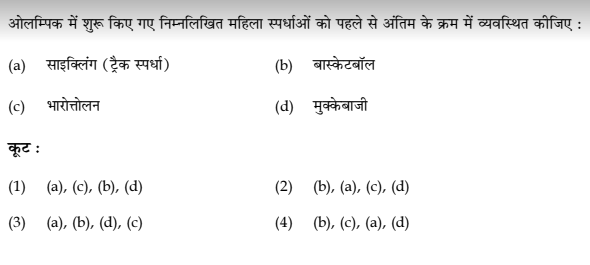 ओलम्पिक में शुरू किए गए निम्नलिखित महिला स्पर्धाओं को पहले से अंतिम के क्रम में व्यवस्थित कीजिए :
(a) साइक्लिंग (ट्रैक स्पर्धा) (b) बास्केटबॉल
(c) भारोत्तोलन (d) मुक्केबाजी
कूट :
(1) (a), (c), (b), (d) (2) (b), (a), (c), (d)
(3) (a), (b), (d), (c) (4) (b), (c), (a), (d)